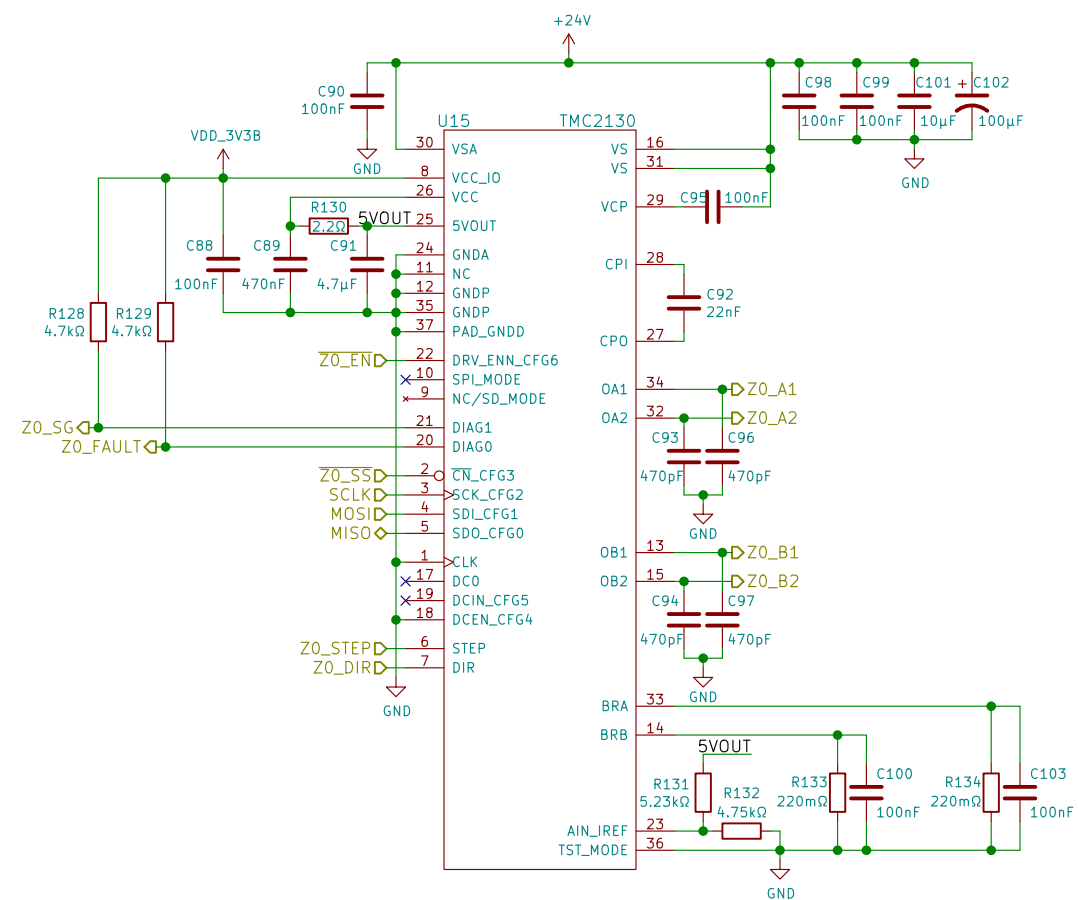 +24V
C90
100nF
C98
100nF
C99
100nF
C101
10µF
+
C102
100µF
GND
GND
VDD_3V3B
U15
TMC2130
30
VSA
8
VCC_IO
26
VCC
25
5VOUT
24
GNDA
11
NC
12
GNDP
35
GNDP
37
PAD_GNDD
22
DRV_ENN_CFG6
10
SPI_MODE
9
NC/SD_MODE
21
DIAG1
20
DIAG0
2
CN_CFG3
3
SCK_CFG2
4
SDI_CFG1
5
SDO_CFG0
1
CLK
17
DCO
19
DCIN_CFG5
18
DCEN_CFG4
6
STEP
7
DIR
R130
2.2Ω
5VOUT
C88
100nF
C89
470nF
C91
4.7µF
R128
4.7kΩ
R129
4.7kΩ
Z0_EN
Z0_SG
Z0_FAULT
Z0_SS
SCLK
MOSI
MISO
Z0_STEP
Z0_DIR
GND
VS
16
VS
31
VCP
29
C95
100nF
CPI
28
C92
22nF
CPO
27
OA1
34
Z0_A1
OA2
32
Z0_A2
C93
470pF
C96
470pF
GND
OB1
13
Z0_B1
OB2
15
Z0_B2
C94
470pF
C97
470pF
GND
BRA
33
BRB
14
5VOUT
R131
5.23kΩ
R132
4.75kΩ
R133
220mΩ
C100
100nF
R134
220mΩ
C103
100nF
AIN_IREF
23
TST_MODE
36
GND